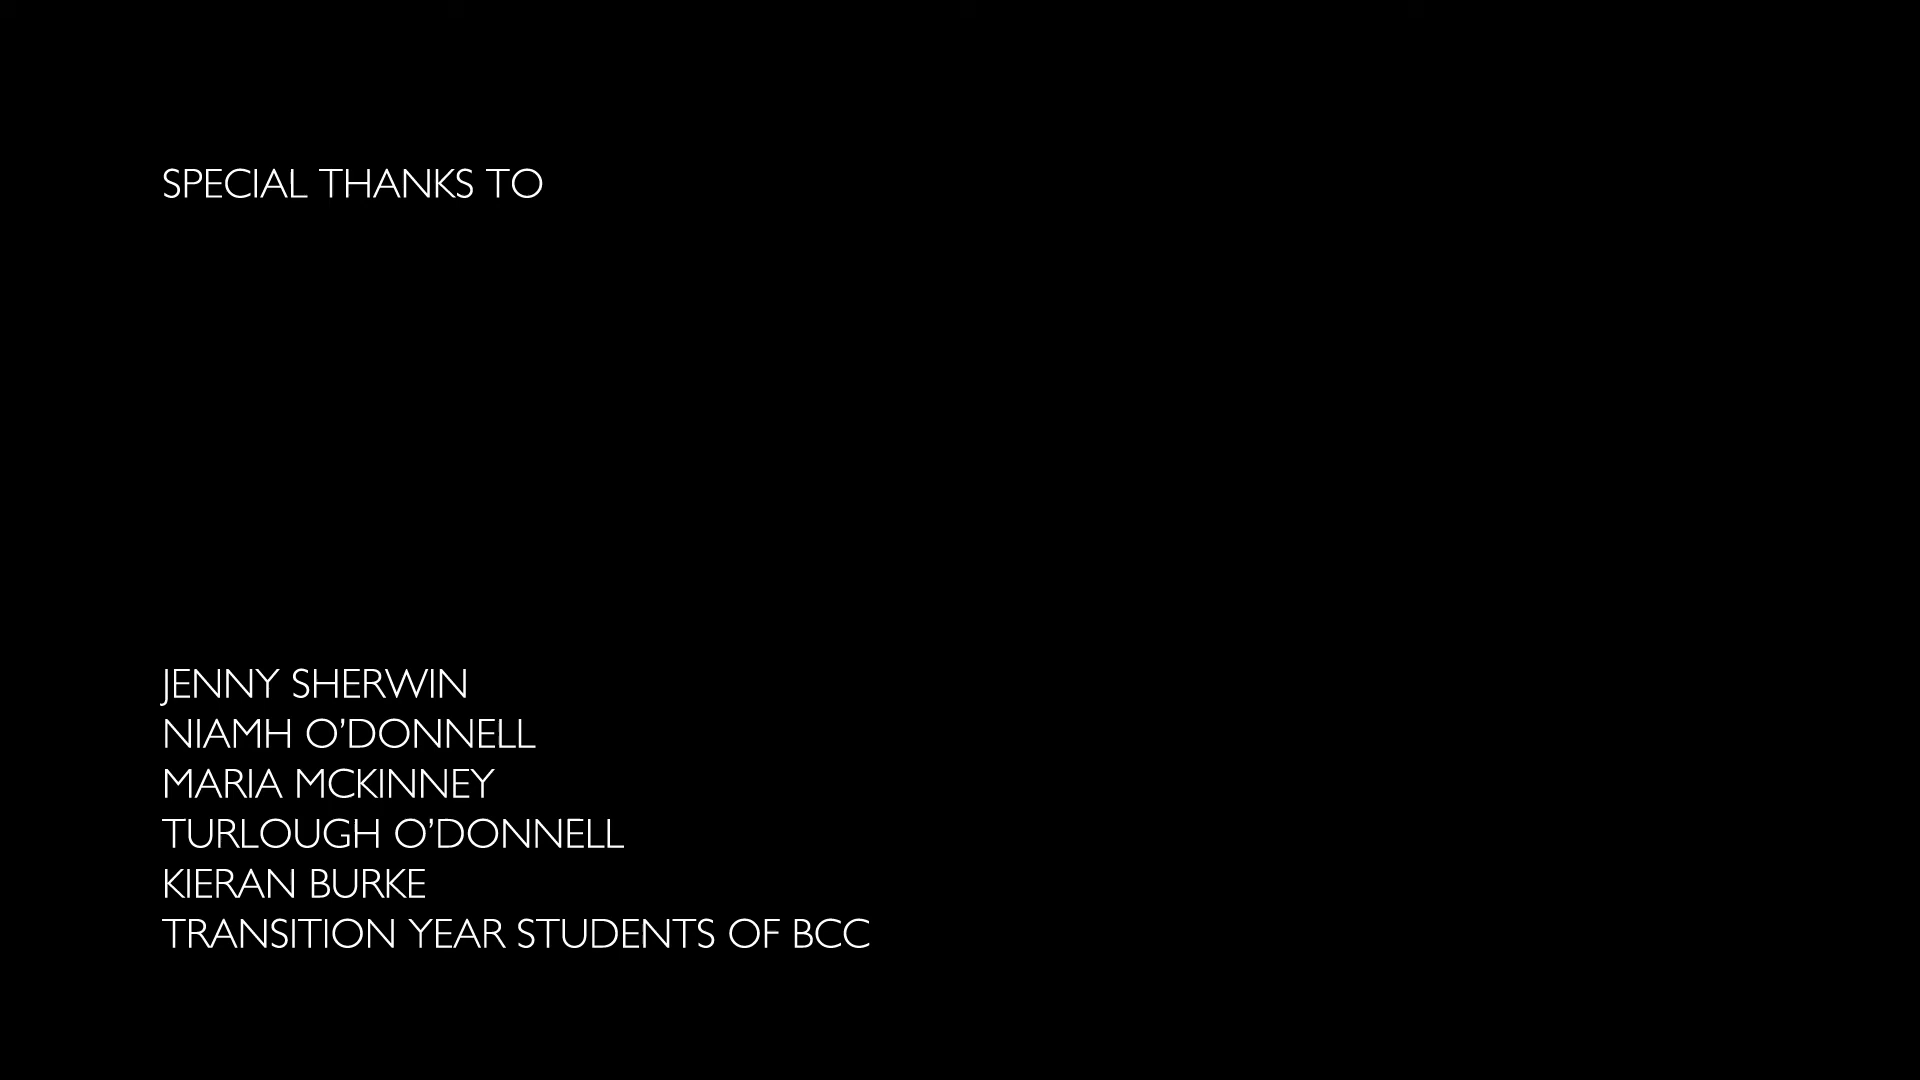 SPECIAL THANKS TO
JENNY SHERWIN
NIAMH O’DONNELL
MARIA MCKINNEY
TURLOUGH O’DONNELL
KIERAN BURKE
TRANSITION YEAR STUDENTS OF BCC